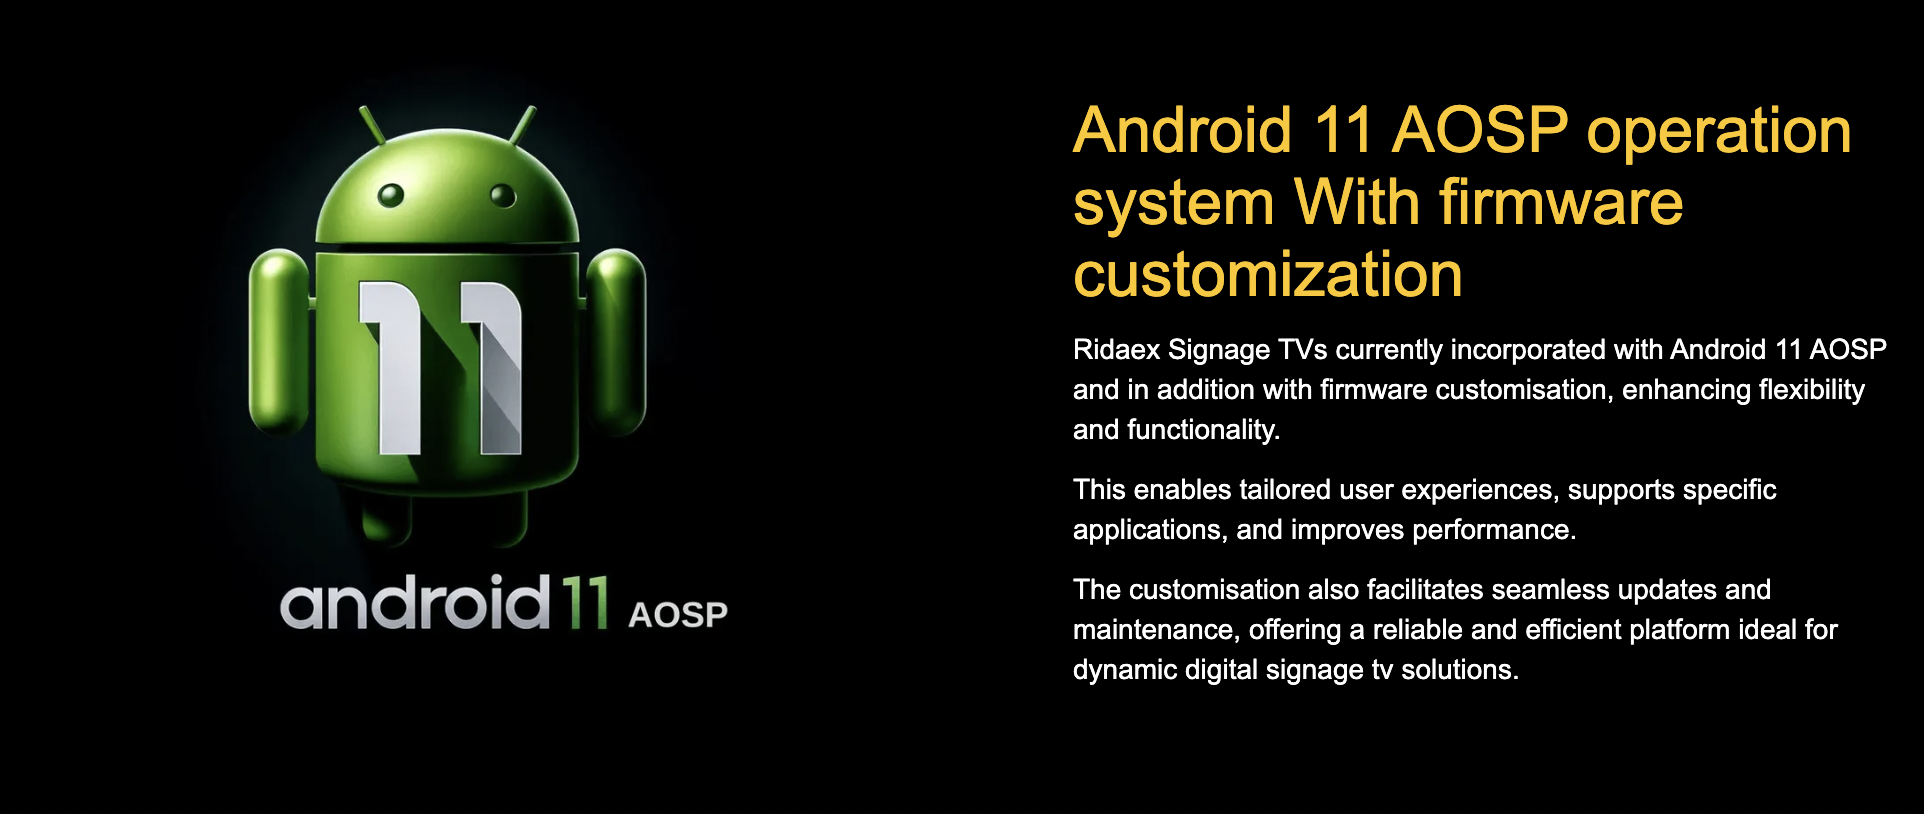 11
android 11 AOSP
Android 11 AOSP operation
system With firmware
customization
Ridaex Signage TVs currently incorporated with Android 11 AOSP
and in addition with firmware customisation, enhancing flexibility
and functionality.
This enables tailored user experiences, supports specific
applications, and improves performance.
The customisation also facilitates seamless updates and
maintenance, offering a reliable and efficient platform ideal for
dynamic digital signage tv solutions.